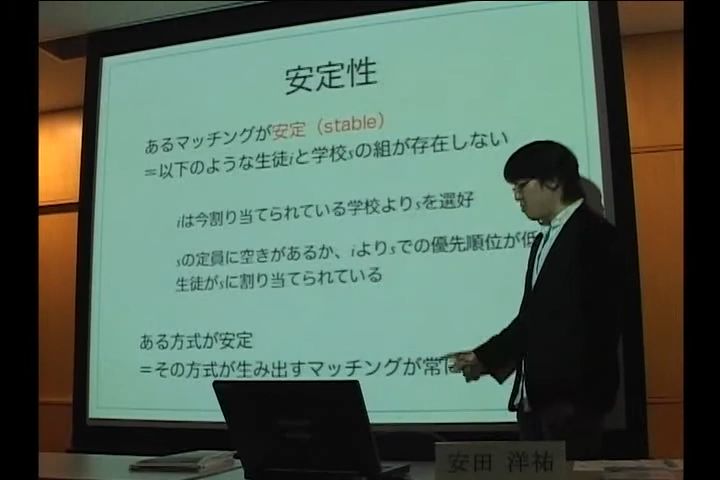 安定性
あるマッチングが安定（stable）
＝以下のような生徒iと学校sの組が存在しない
iは今割り当てられている学校よりsを選好
sの定員に空きがあるか、iよりsでの優先順位が低
生徒がsに割り当てられている
ある方式が安定
＝その方式が生み出すマッチングが常に
安田 洋祐